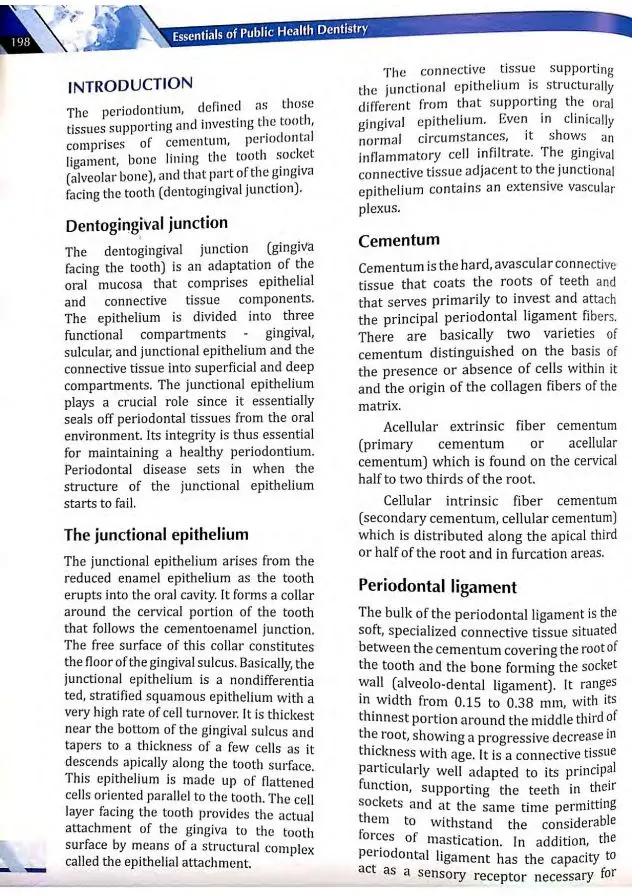 198
Essentials of Public Health Dentistry
INTRODUCTION
The periodontium, defined as those
tissues supporting and investing the tooth,
comprises of cementum, periodontal
ligament, bone lining the tooth socket
(alveolar bone), and that part of the gingiva
facing the tooth (dentogingival junction).
Dentogingival junction
The dentogingival junction (gingiva
facing the tooth) is an adaptation of the
oral mucosa that comprises epithelial
and connective tissue components.
The epithelium is divided into three
functional compartments - gingival,
sulcular, and junctional epithelium and the
connective tissue into superficial and deep
compartments. The junctional epithelium
plays a crucial role since it essentially
seals off periodontal tissues from the oral
environment. Its integrity is thus essential
for maintaining a healthy periodontium.
Periodontal disease sets in when the
structure of the junctional epithelium
starts to fail.
The junctional epithelium
The junctional epithelium arises from the
reduced enamel epithelium as the tooth
erupts into the oral cavity. It forms a collar
around the cervical portion of the tooth
that follows the cementoenamel junction.
The free surface of this collar constitutes
the floor of the gingival sulcus. Basically, the
junctional epithelium is a nondifferentia
ted, stratified squamous epithelium with a
very high rate of cell turnover. It is thickest
near the bottom of the gingival sulcus and
tapers to a thickness of a few cells as it
descends apically along the tooth surface.
This epithelium is made up of flattened
cells oriented parallel to the tooth. The cell
layer facing the tooth provides the actual
attachment of the gingiva to the tooth
surface by means of a structural complex
called the epithelial attachment.
The connective tissue supporting
the junctional epithelium is structurally
different from that supporting the oral
gingival epithelium. Even in clinically
normal circumstances, it shows an
inflammatory cell infiltrate. The gingival
connective tissue adjacent to the junctional
epithelium contains an extensive vascular
plexus.
Cementum
Cementum is the hard, avascular connective
tissue that coats the roots of teeth and
that serves primarily to invest and attach
the principal periodontal ligament fibers.
There are basically two varieties of
cementum distinguished on the basis of
the presence or absence of cells within it
and the origin of the collagen fibers of the
matrix.
Acellular extrinsic fiber cementum
(primary cementum or acellular
cementum) which is found on the cervical
half to two thirds of the root.
Cellular intrinsic fiber cementum
(secondary cementum, cellular cementum)
which is distributed along the apical third
or half of the root and in furcation areas.
Periodontal ligament
The bulk of the periodontal ligament is the
soft, specialized connective tissue situated
between the cementum covering the root of
the tooth and the bone forming the socket
wall (alveolo-dental ligament). It ranges
in width from 0.15 to 0.38 mm, with its
thinnest portion around the middle third of
the root, showing a progressive decrease in
thickness with age. It is a connective tissue
particularly well adapted to its principal
function, supporting the teeth in their
sockets and at the same time permitting
them to withstand the considerable
forces of mastication. In addition, the
periodontal ligament has the capacity to
act as a sensory receptor necessary for